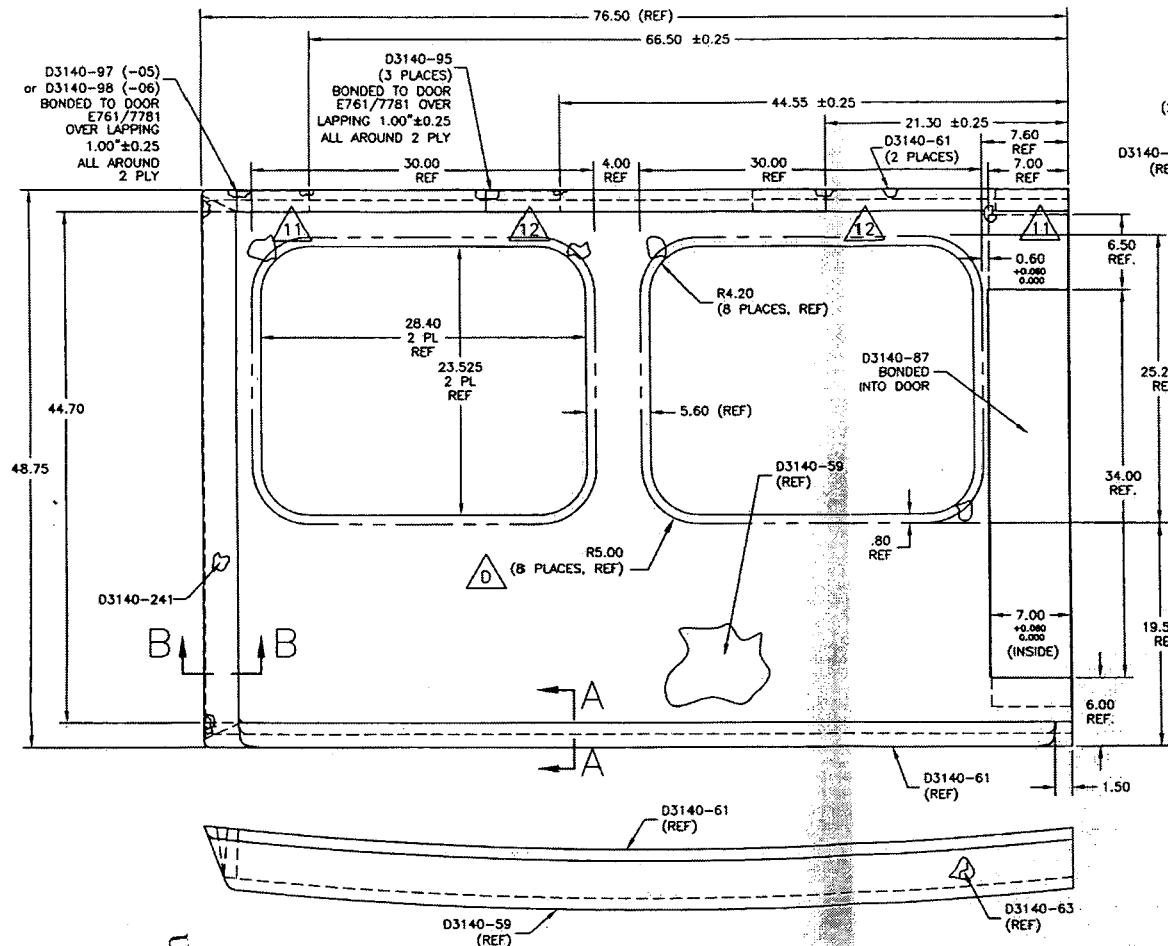 76.50 (REF)
66.50 ±0.25
D3140-97 (-05)
or D3140-98 (-06)
BONDED TO DOOR
E761/7781
OVER LAPPING
1.00"±0.25
ALL AROUND
2 PLY
D3140-95
(3 PLACES)
BONDED TO DOOR
E761/7781 OVER
LAPPING 1.00"±0.25
ALL AROUND 2 PLY
44.55 ±0.25
21.30 ±0.25
D3140-61
(2 PLACES)
7.60
REF
7.00
REF
D3140-
30.00
REF
4.00
REF
30.00
REF
11
12
12
11
6.50
REF.
0.60
+0.060
0.000
R4.20
(8 PLACES, REF)
28.40
2 PL
REF
23.525
2 PL
REF
D3140-87
BONDED
INTO DOOR
25.2
44.70
5.60 (REF)
48.75
D3140-59
(REF)
34.00
REF.
R5.00
(8 PLACES, REF)
D
.80
REF
D3140-241
7.00
+0.060
0.000
(INSIDE)
19.5
B
B
A
A
6.00
REF.
D3140-61
(REF)
1.50
D3140-61
(REF)
D3140-59
(REF)
D3140-63
(REF)